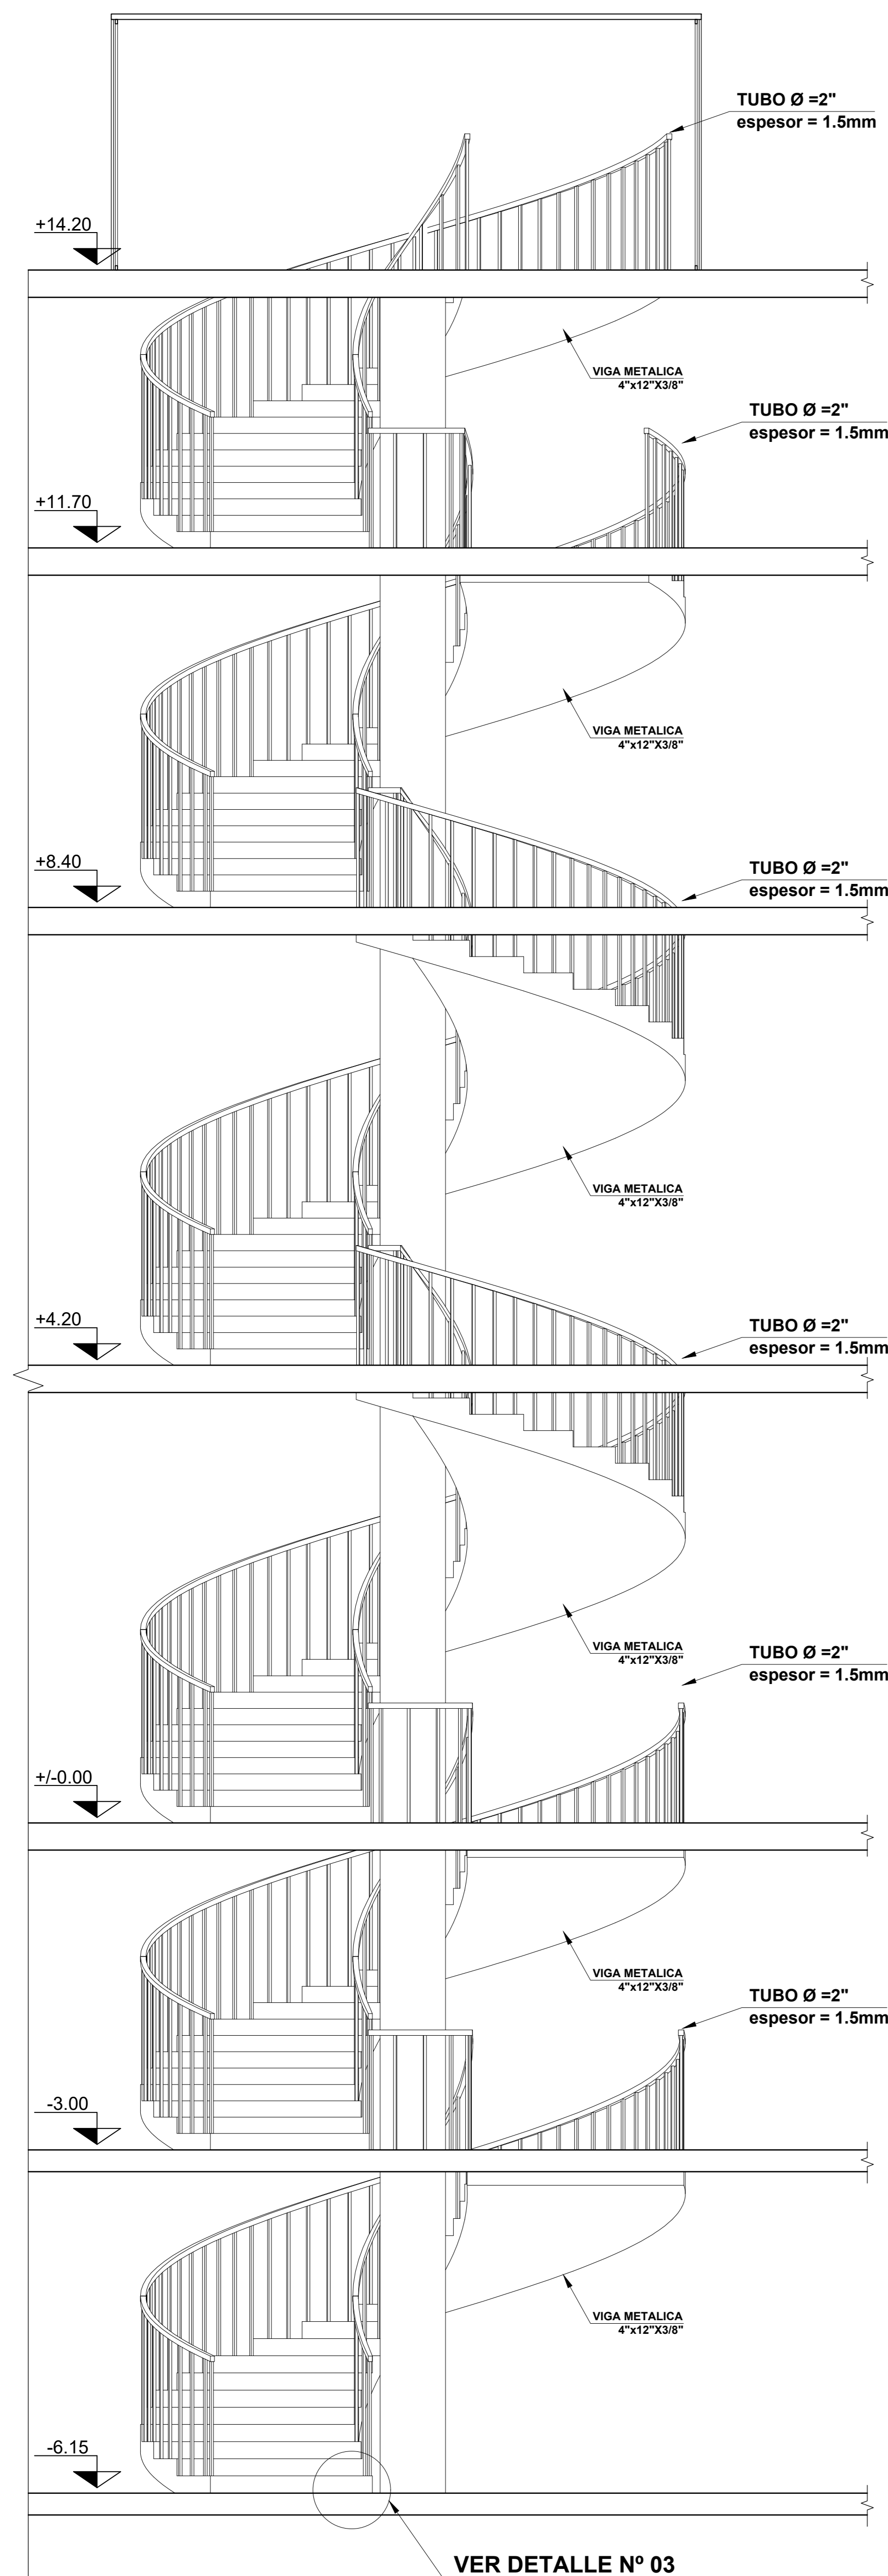 TUBO Ø =2"
espesor = 1.5mm
+14.20
VIGA METALICA
4"x12"X3/8"
TUBO Ø =2"
espesor = 1.5mm
+11.70
VIGA METALICA
4"x12"X3/8"
+8.40
TUBO Ø =2"
espesor = 1.5mm
VIGA METALICA
4"x12"X3/8"
+4.20
TUBO Ø =2"
espesor = 1.5mm
VIGA METALICA
4"x12"X3/8"
TUBO Ø =2"
espesor = 1.5mm
+/-0.00
VIGA METALICA
4"x12"X3/8"
TUBO Ø =2"
espesor = 1.5mm
-3.00
VIGA METALICA
4"x12"X3/8"
-6.15
VER DETALLE Nº 03